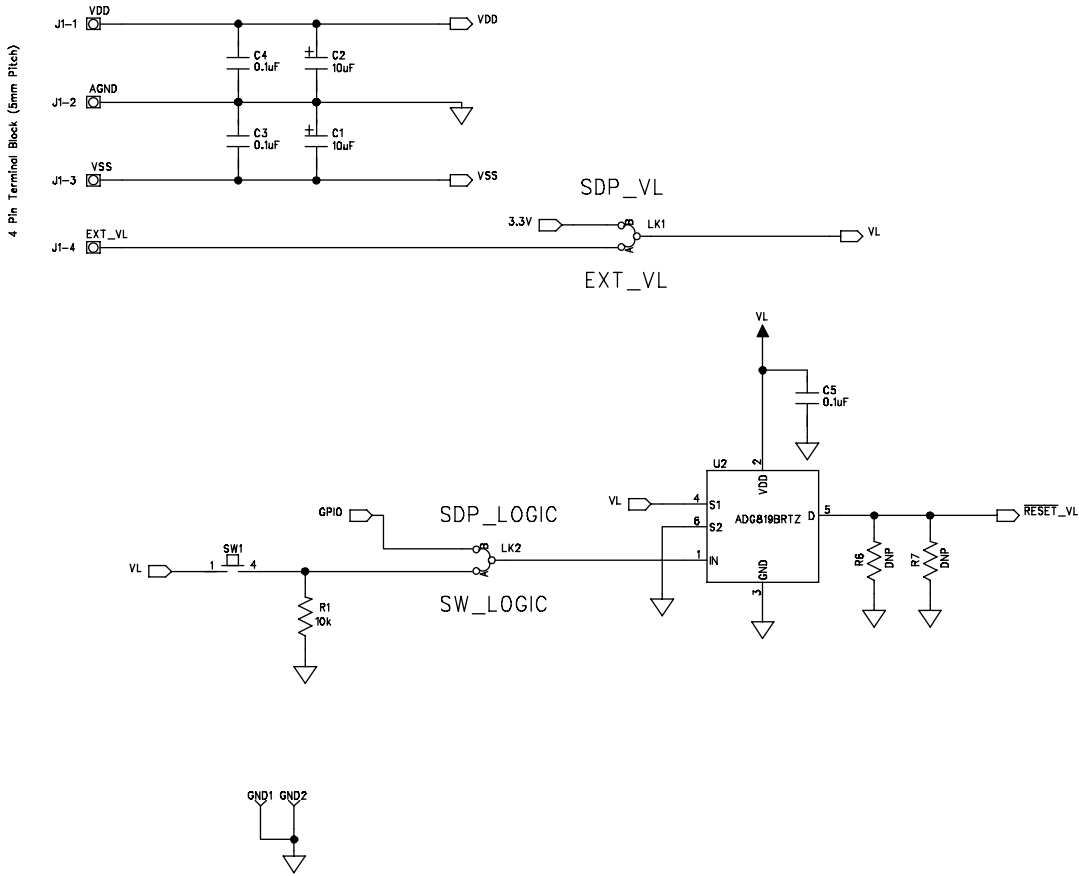 4 Pin Terminal Block (5mm Pitch)
J1-1
VDD
VDD
C4
0.1uF
C2
10uF
+
J1-2
AGND
C3
0.1uF
C1
10uF
+
J1-3
VSS
VSS
J1-4
EXT_VL
SDP_VL
3.3V
B
LK1
A
VL
EXT_VL
VL
C5
0.1uF
U2
2
VDD
VL
4
S1
6
S2
1
IN
ADG819BRTZ
D
5
GND
3
RESET_VL
R6
DNP
R7
DNP
GPIO
SDP_LOGIC
B
LK2
A
SW_LOGIC
VL
1
SW1
4
R1
10k
GND1
GND2